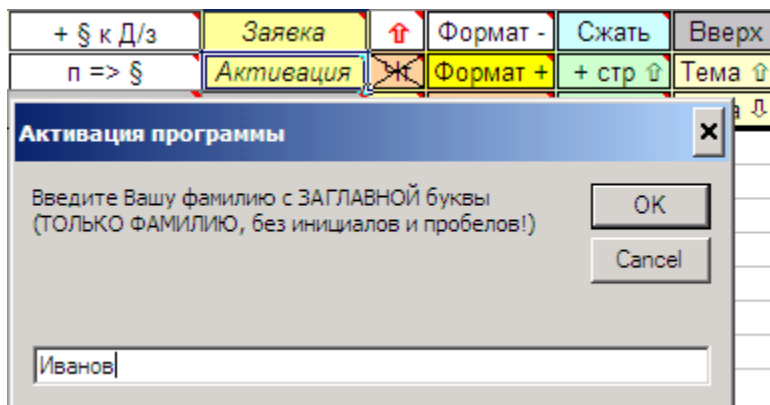 + § к Д/з Заявка ⇧ Формат - Сжать Вверх
п => § Активация Ж Формат + + стр ⇧ Тема ⇧
а ⇩
Активация программы
Введите Вашу фамилию с ЗАГЛАВНОЙ буквы
(ТОЛЬКО ФАМИЛИЮ, без инициалов и пробелов!)
OK
Cancel
Иванов